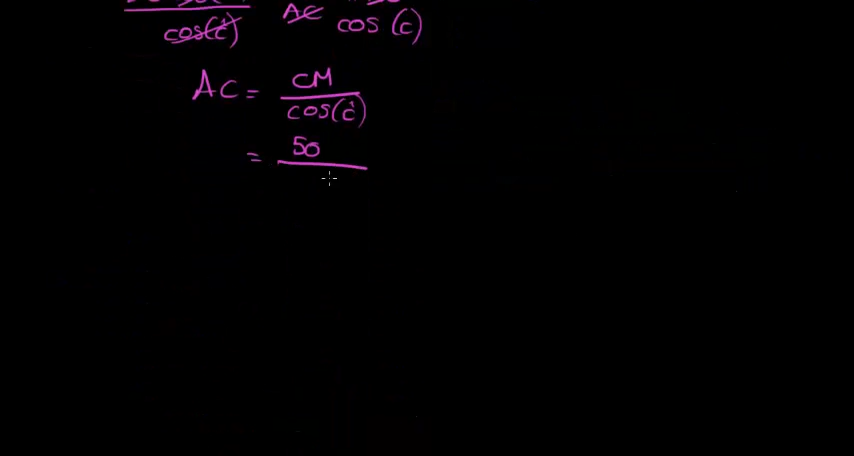 cos(ĉ) AC cos (c)
AC = CM
cos(ĉ)
= 50